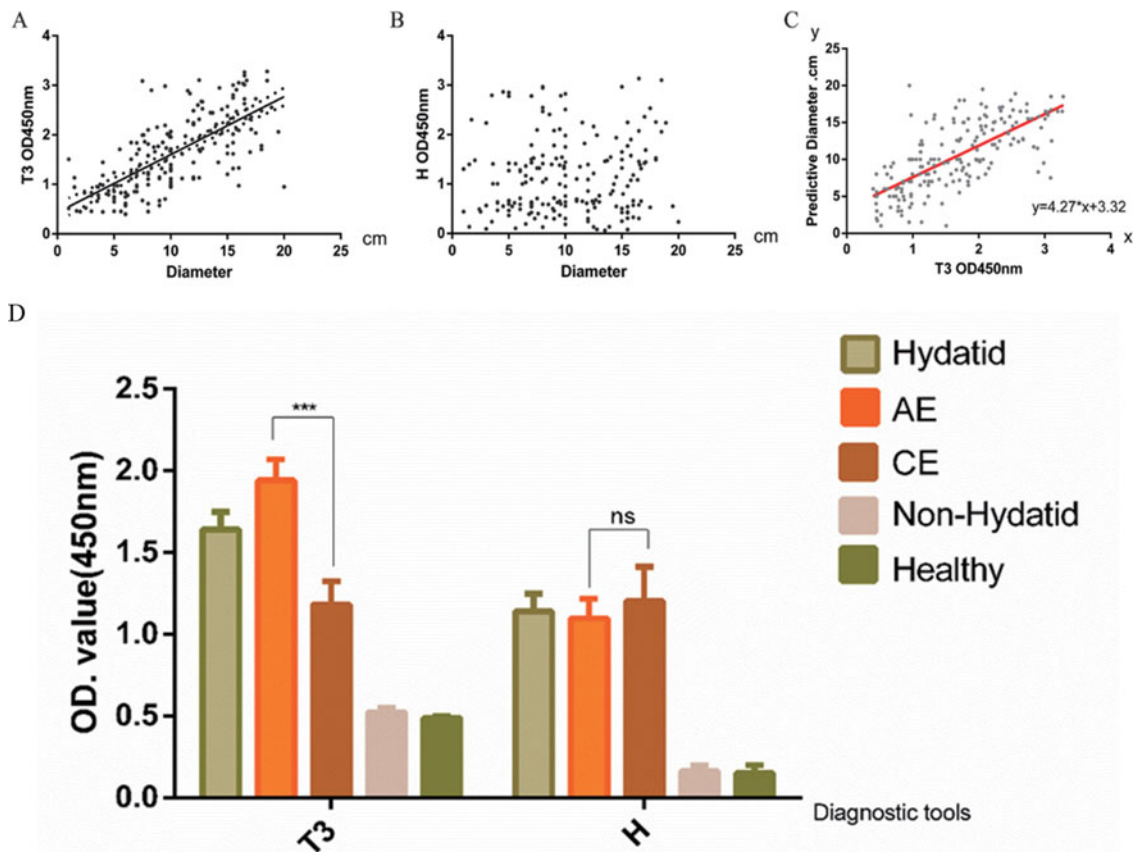 A
4
3
2
1
0
T3 OD450nm
0 5 10 15 20 25
cm
Diameter
B
4
3
2
1
0
H OD450nm
0 5 10 15 20 25
cm
Diameter
C
y
25
20
15
10
5
0
Predictive Diameter .cm
y=4.27*x+3.32
0 1 2 3 4
x
T3 OD450nm
D
2.5
2.0
1.5
1.0
0.5
0.0
OD. value(450nm)
***
ns
Hydatid
AE
CE
Non-Hydatid
Healthy
T3 H
Diagnostic tools